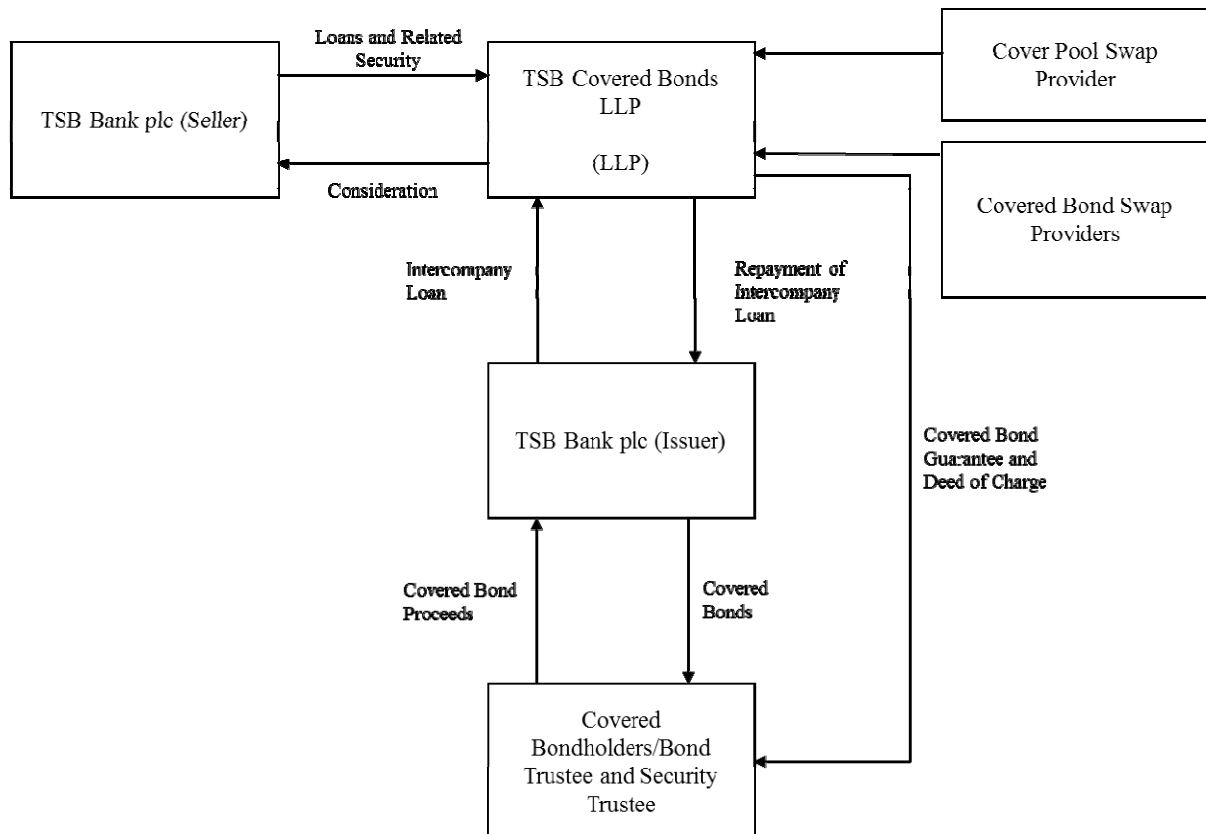 Loans and Related
Security
TSB Bank plc (Seller)
Consideration
TSB Covered Bonds
LLP
(LLP)
Cover Pool Swap
Provider
Covered Bond Swap
Providers
Intercompany
Loan
Repayment of
Intercompany
Loan
TSB Bank plc (Issuer)
Covered Bond
Guarantee and
Deed of Charge
Covered Bond
Proceeds
Covered
Bonds
Covered
Bondholders/Bond
Trustee and Security
Trustee